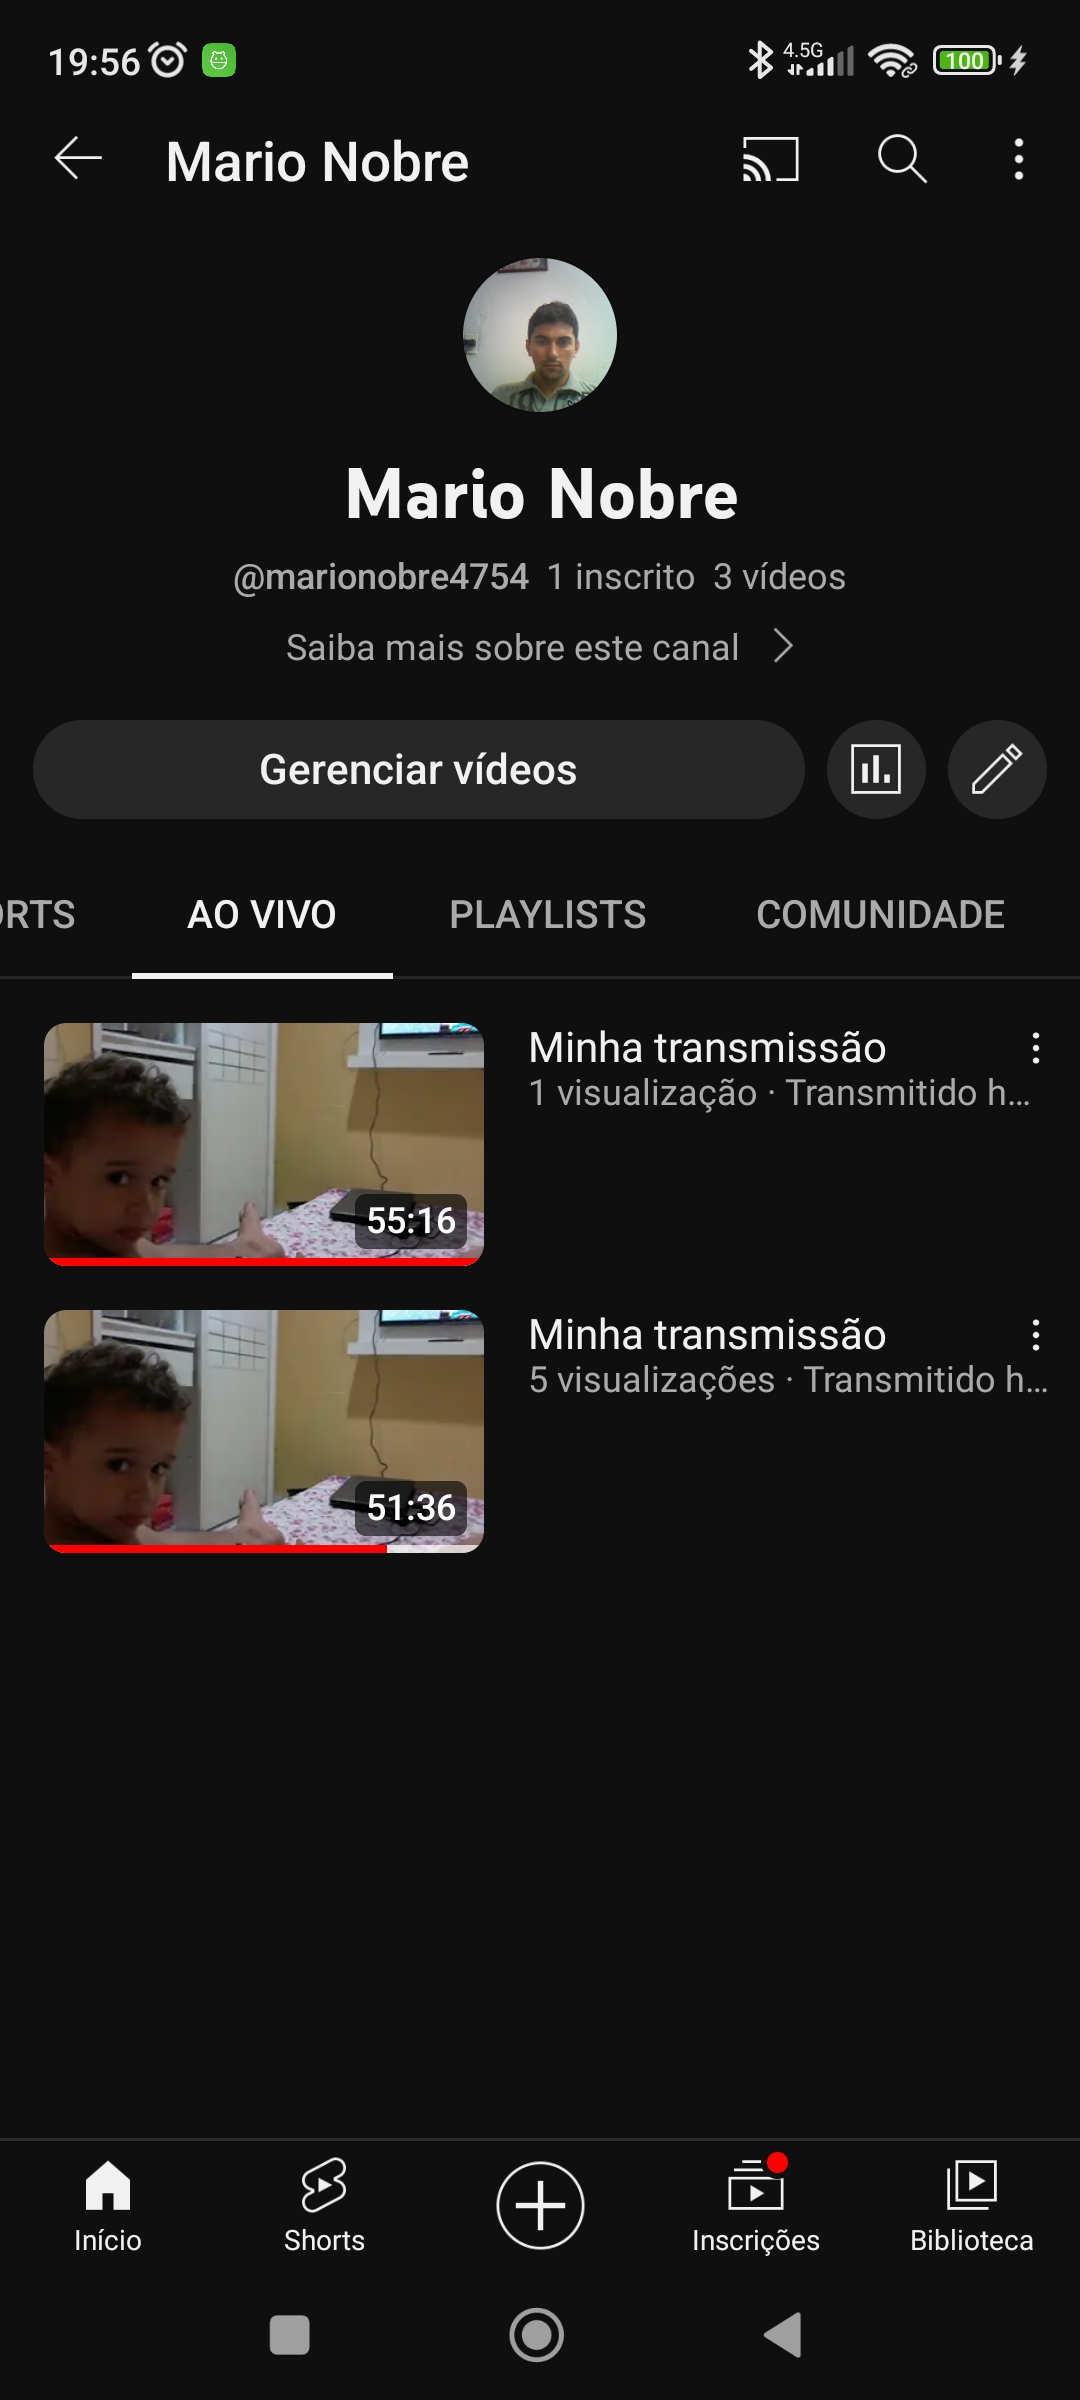 19:56 4.5G 100
Mario Nobre
Mario Nobre
@marionobre4754 1 inscrito 3 vídeos
Saiba mais sobre este canal
Gerenciar vídeos
ORTS AO VIVO PLAYLISTS COMUNIDADE
Minha transmissão
1 visualização · Transmitido h...
55:16
Minha transmissão
5 visualizações · Transmitido h...
51:36
Início Shorts Inscrições Biblioteca